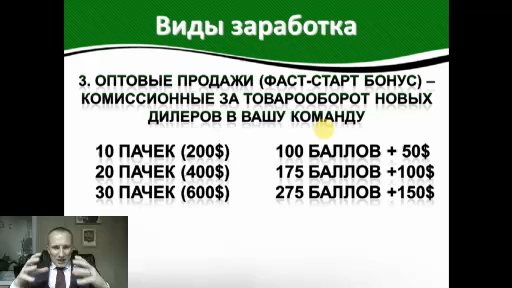 Виды заработка
3. ОПТОВЫЕ ПРОДАЖИ (ФАСТ-СТАРТ БОНУС) –
КОМИССИОННЫЕ ЗА ТОВАРООБОРОТ НОВЫХ
ДИЛЕРОВ В ВАШУ КОМАНДУ
10 ПАЧЕК (200$) 100 БАЛЛОВ + 50$
20 ПАЧЕК (400$) 175 БАЛЛОВ +100$
30 ПАЧЕК (600$) 275 БАЛЛОВ +150$